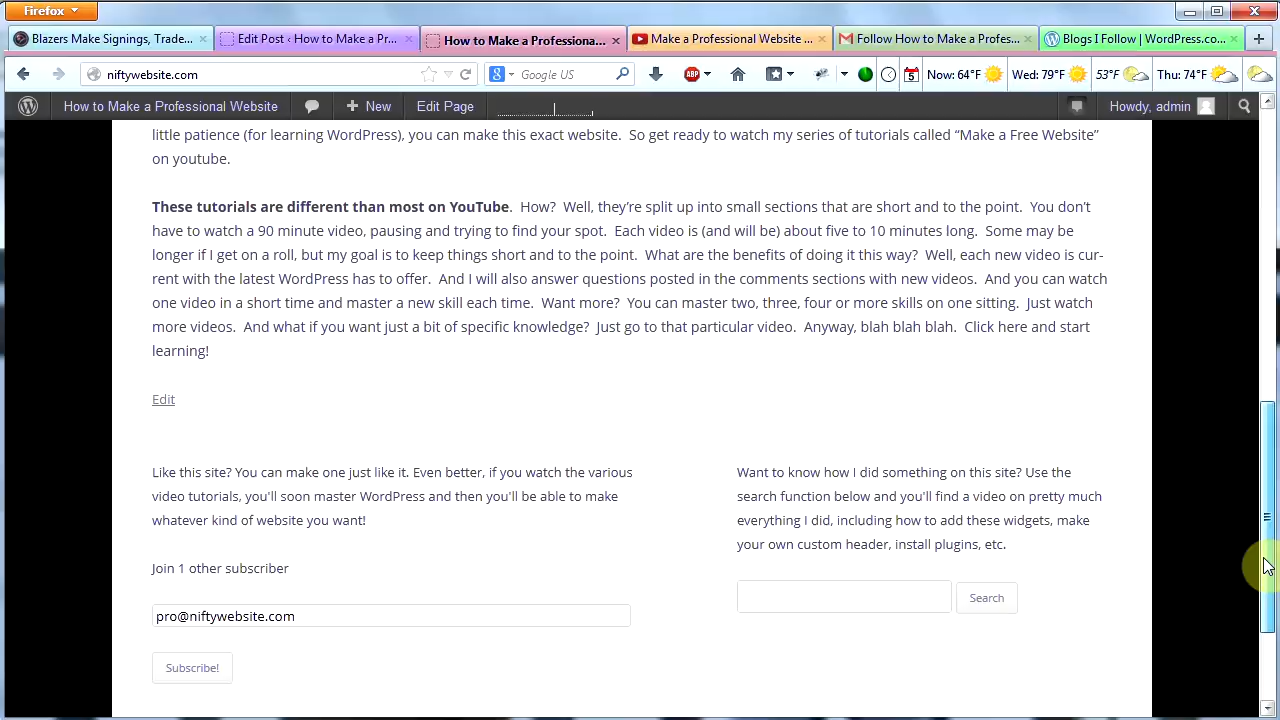 Firefox
Blazers Make Signings, Trade...
Edit Post ‹ How to Make a Pr...
How to Make a Professiona...
Make a Professional Website ...
Follow How to Make a Profes...
Blogs I Follow | WordPress.co...
niftywebsite.com
Google US
ABP
5
Now: 64°F
Wed: 79°F
53°F
Thu: 74°F
How to Make a Professional Website
New
Edit Page
Howdy, admin
little patience (for learning WordPress), you can make this exact website. So get ready to watch my series of tutorials called “Make a Free Website”
on youtube.
These tutorials are different than most on YouTube. How? Well, they’re split up into small sections that are short and to the point. You don’t
have to watch a 90 minute video, pausing and trying to find your spot. Each video is (and will be) about five to 10 minutes long. Some may be
longer if I get on a roll, but my goal is to keep things short and to the point. What are the benefits of doing it this way? Well, each new video is cur-
rent with the latest WordPress has to offer. And I will also answer questions posted in the comments sections with new videos. And you can watch
one video in a short time and master a new skill each time. Want more? You can master two, three, four or more skills on one sitting. Just watch
more videos. And what if you want just a bit of specific knowledge? Just go to that particular video. Anyway, blah blah blah. Click here and start
learning!
Edit
Like this site? You can make one just like it. Even better, if you watch the various
video tutorials, you'll soon master WordPress and then you'll be able to make
whatever kind of website you want!
Join 1 other subscriber
pro@niftywebsite.com
Subscribe!
Want to know how I did something on this site? Use the
search function below and you'll find a video on pretty much
everything I did, including how to add these widgets, make
your own custom header, install plugins, etc.
Search